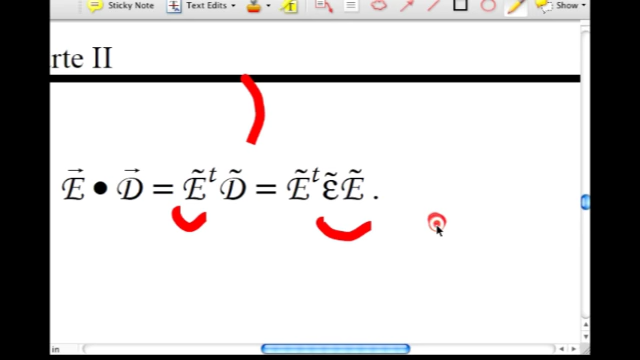 Sticky Note Text Edits Show
rte II
ℰ⃗ • 𝒟⃗ = ℰ̃ᵗ 𝒟̃ = ℰ̃ᵗ ε̃ ℰ̃ .
in